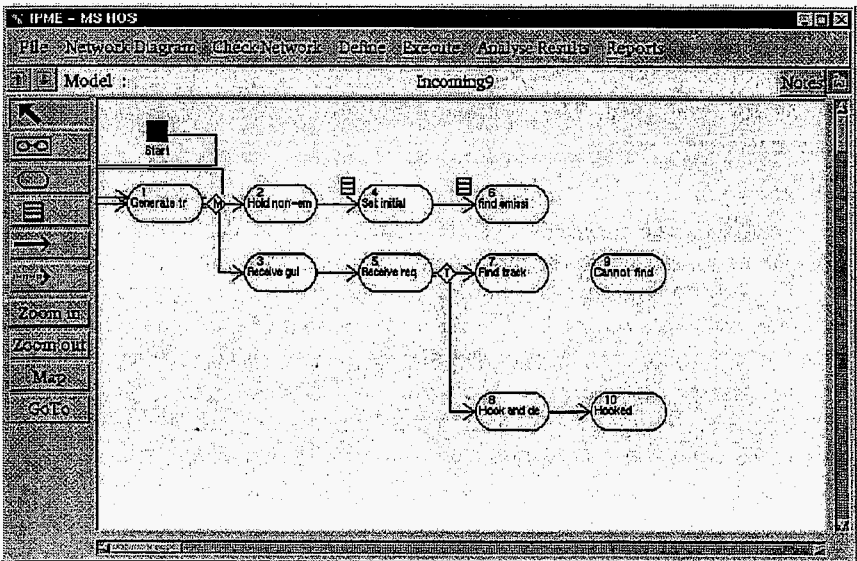 IPME - MS HOS
File Network Diagram Check Network Define Execute Analyse Results Reports
Model : Incoming9 Notes
Start
1 Generate tr
M
2 Hold non-em
4 Set initial
6 find emissi
3 Receive gui
5 Receive req
T
7 Find track
9 Cannot find
8 Hook and de
10 Hooked
Zoom in
Zoom out
Map
GoTo